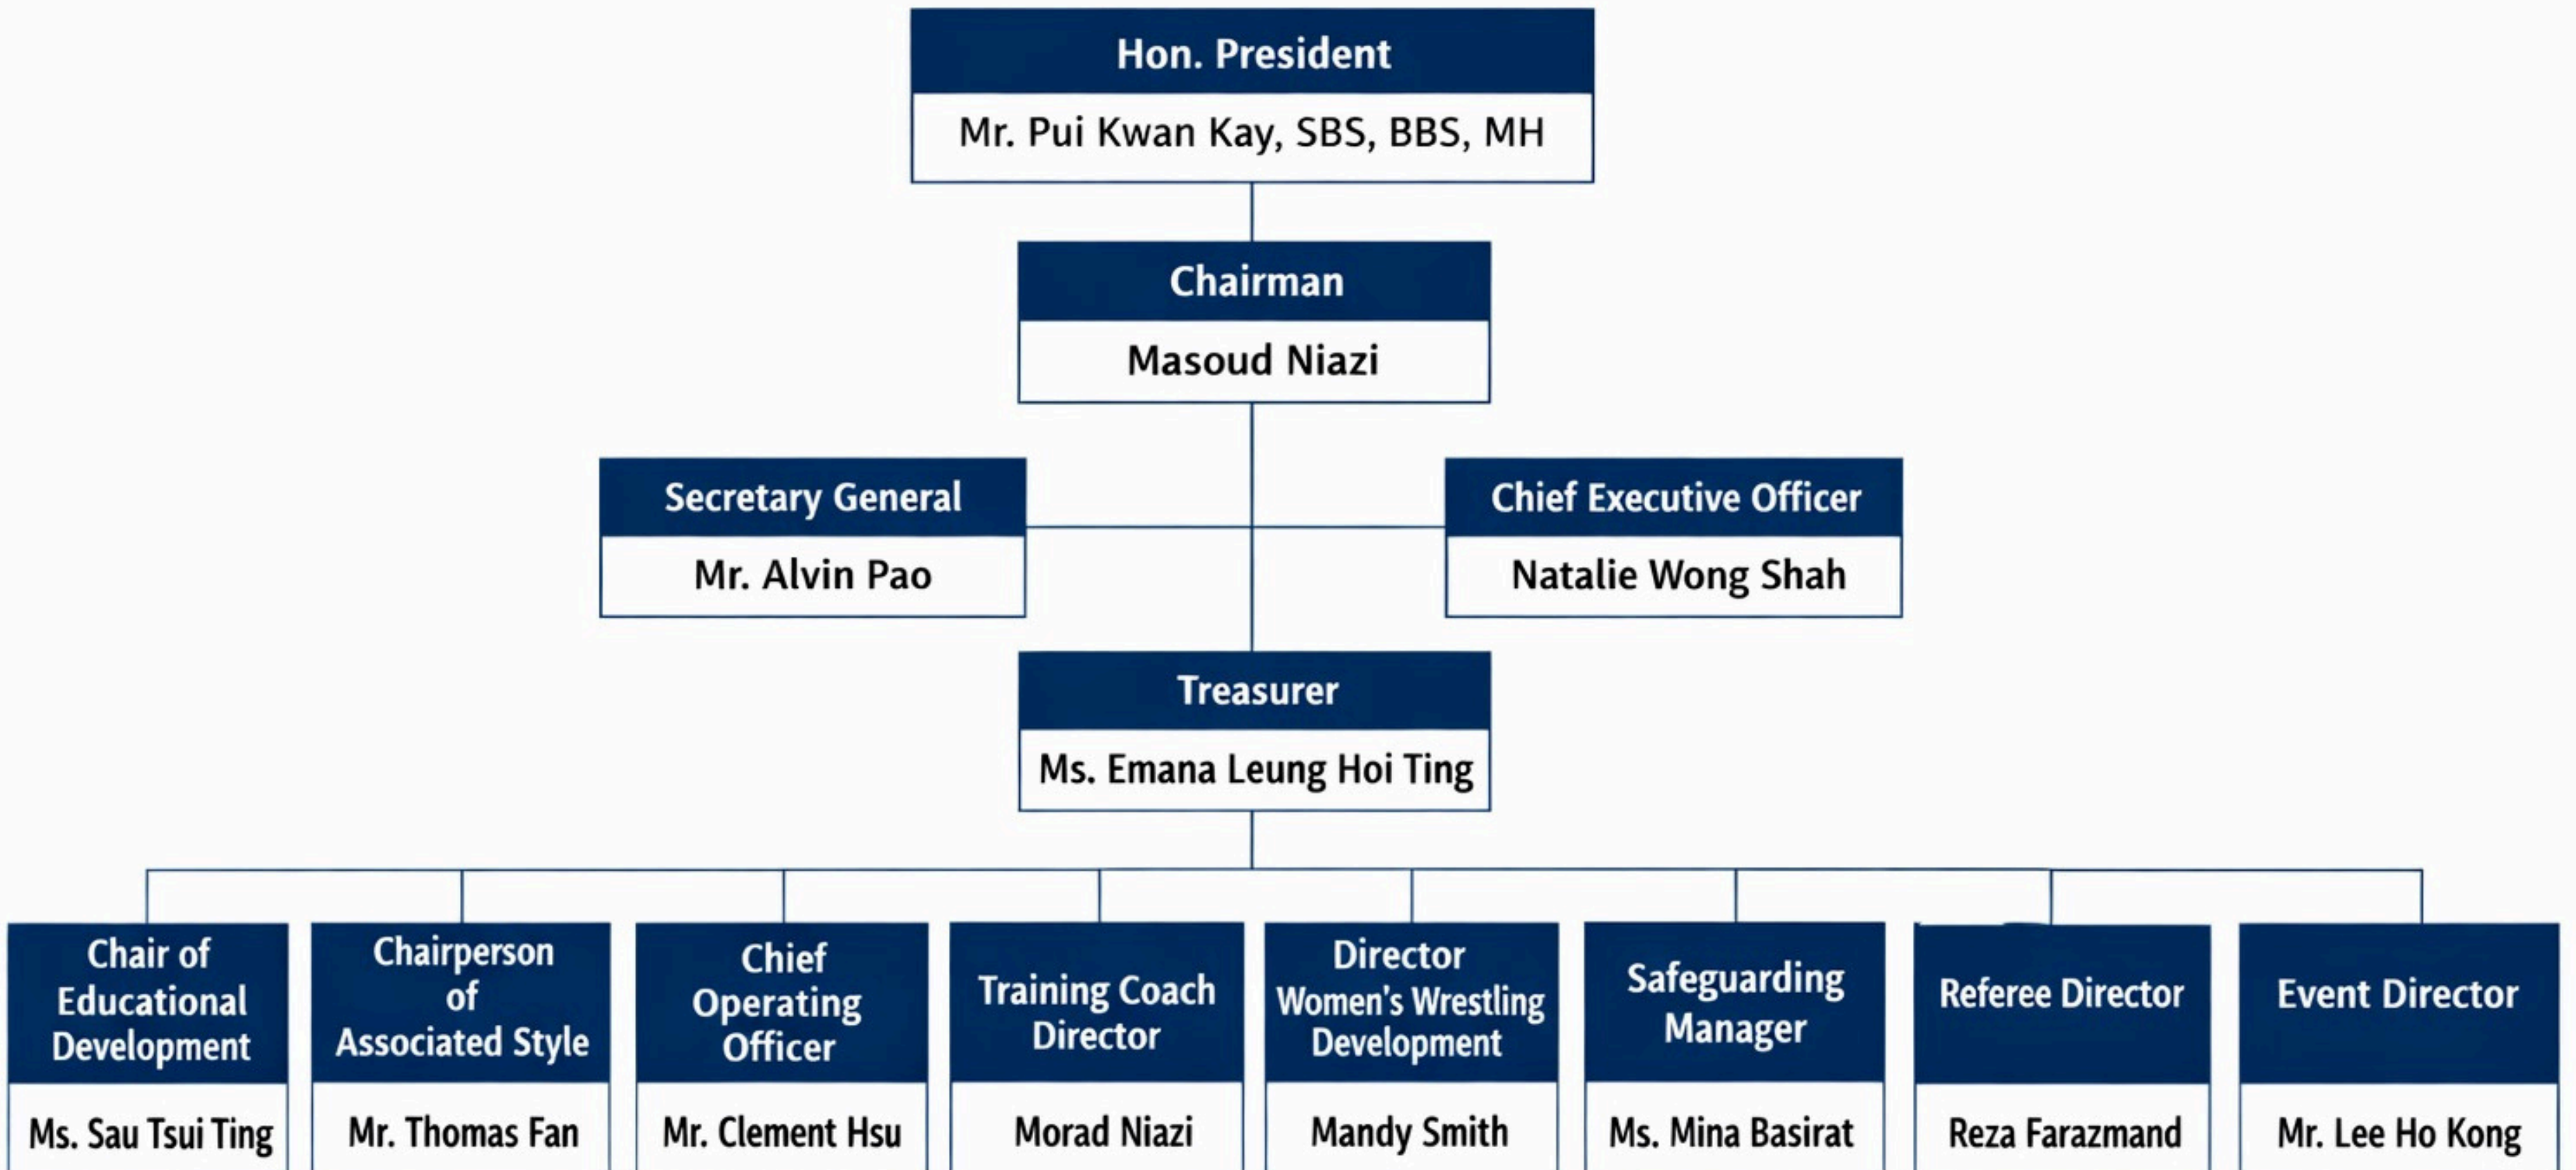 Hon. President
Mr. Pui Kwan Kay, SBS, BBS, MH
Chairman
Masoud Niazi
Secretary General
Mr. Alvin Pao
Chief Executive Officer
Natalie Wong Shah
Treasurer
Ms. Emana Leung Hoi Ting
Chair of
Educational
Development
Ms. Sau Tsui Ting
Chairperson
of
Associated Style
Mr. Thomas Fan
Chief
Operating
Officer
Mr. Clement Hsu
Training Coach
Director
Morad Niazi
Director
Women's Wrestling
Development
Mandy Smith
Safeguarding
Manager
Ms. Mina Basirat
Referee Director
Reza Farazmand
Event Director
Mr. Lee Ho Kong